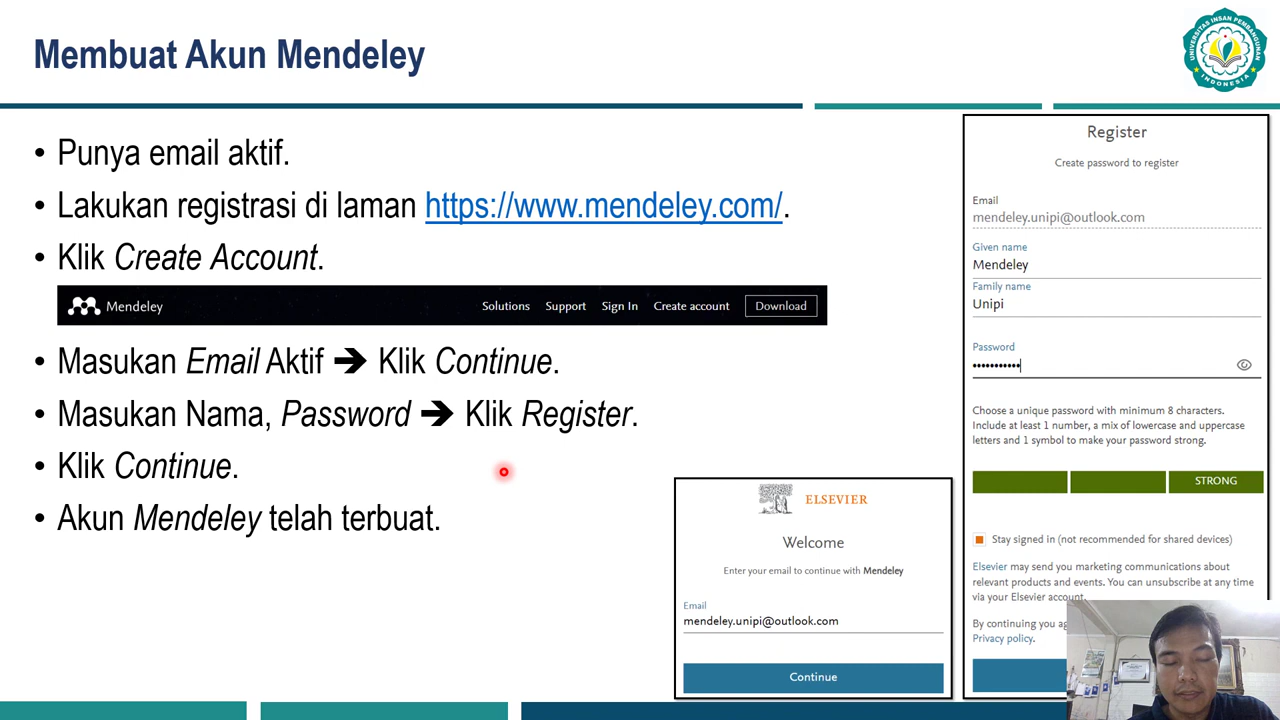 Membuat Akun Mendeley
UNIVERSITAS INSAN PEMBANGUNAN
INDONESIA
• Punya email aktif.
• Lakukan registrasi di laman https://www.mendeley.com/.
• Klik Create Account.
Mendeley Solutions Support Sign In Create account Download
• Masukan Email Aktif ➔ Klik Continue.
• Masukan Nama, Password ➔ Klik Register.
• Klik Continue.
• Akun Mendeley telah terbuat.
ELSEVIER
Welcome
Enter your email to continue with Mendeley
Email
mendeley.unipi@outlook.com
Continue
Register
Create password to register
Email
mendeley.unipi@outlook.com
Given name
Mendeley
Family name
Unipi
Password
•••••••••••
Choose a unique password with minimum 8 characters.
Include at least 1 number, a mix of lowercase and uppercase
letters and 1 symbol to make your password strong.
STRONG
Stay signed in (not recommended for shared devices)
Elsevier may send you marketing communications about
relevant products and events. You can unsubscribe at any time
via your Elsevier account.
By continuing you
Privacy policy.